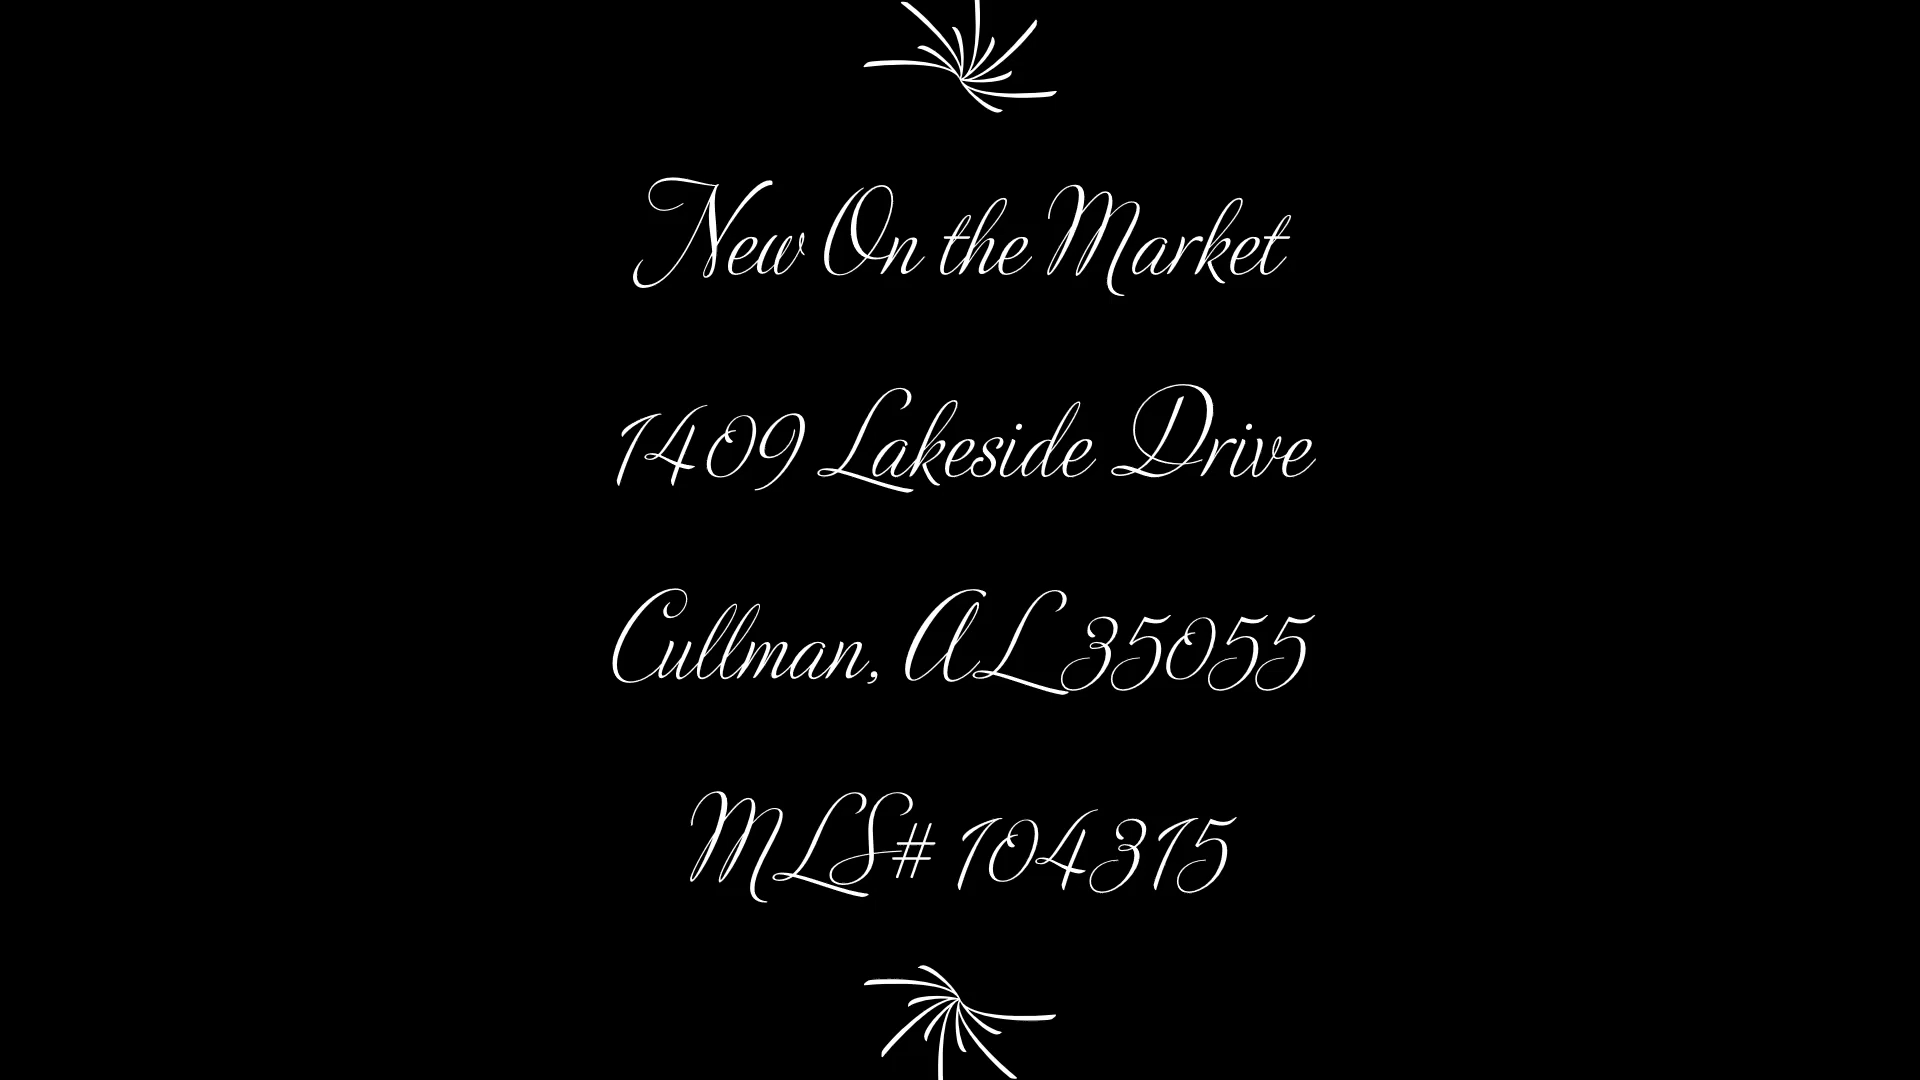 New On the Market
1409 Lakeside Drive
Cullman, AL 35055
MLS# 104315